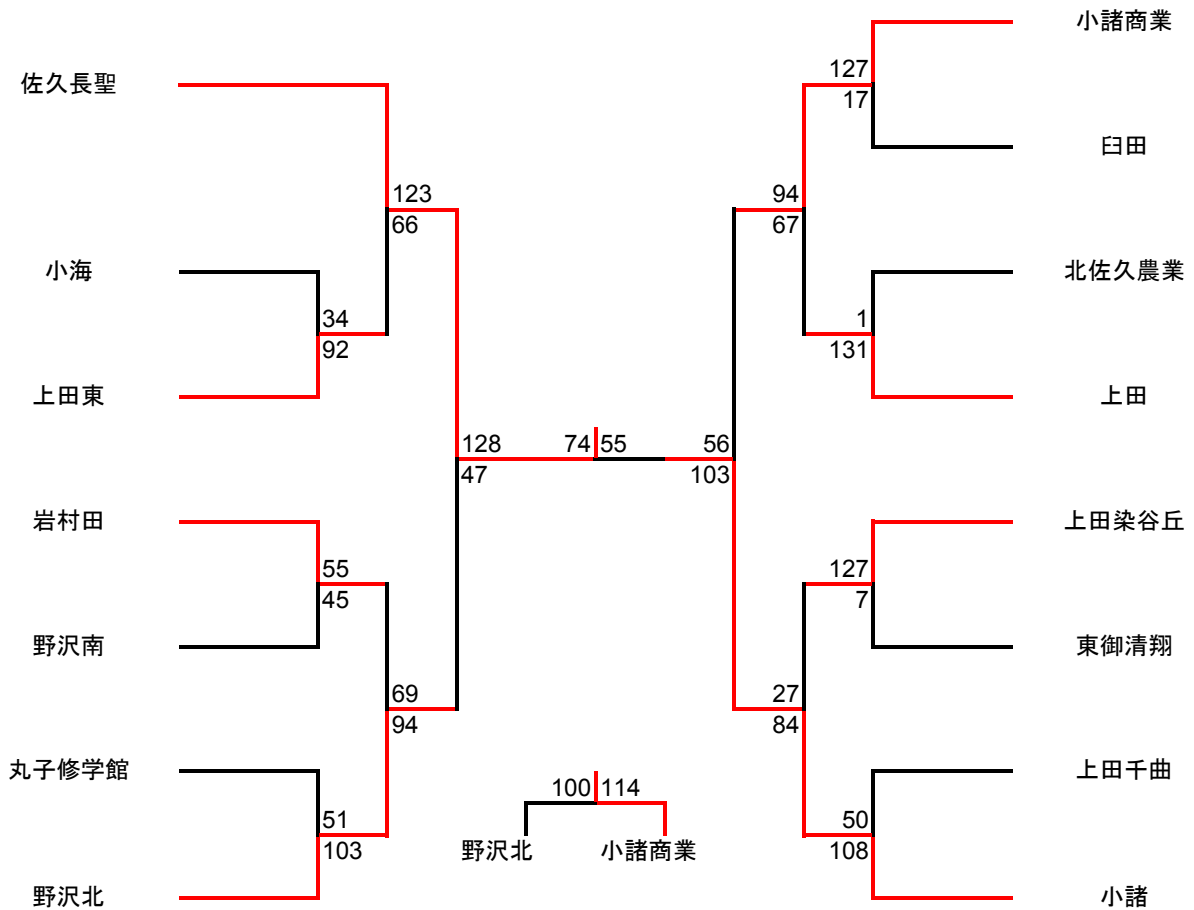 小諸商業
127
佐久長聖
17
臼田
123
94
66
67
小海
北佐久農業
34
1
92
131
上田東
上田
128
74 55
56
47
103
岩村田
上田染谷丘
55
127
45
7
野沢南
東御清翔
69
27
94
84
丸子修学館
上田千曲
100 114
51
50
野沢北
小諸商業
103
108
野沢北
小諸